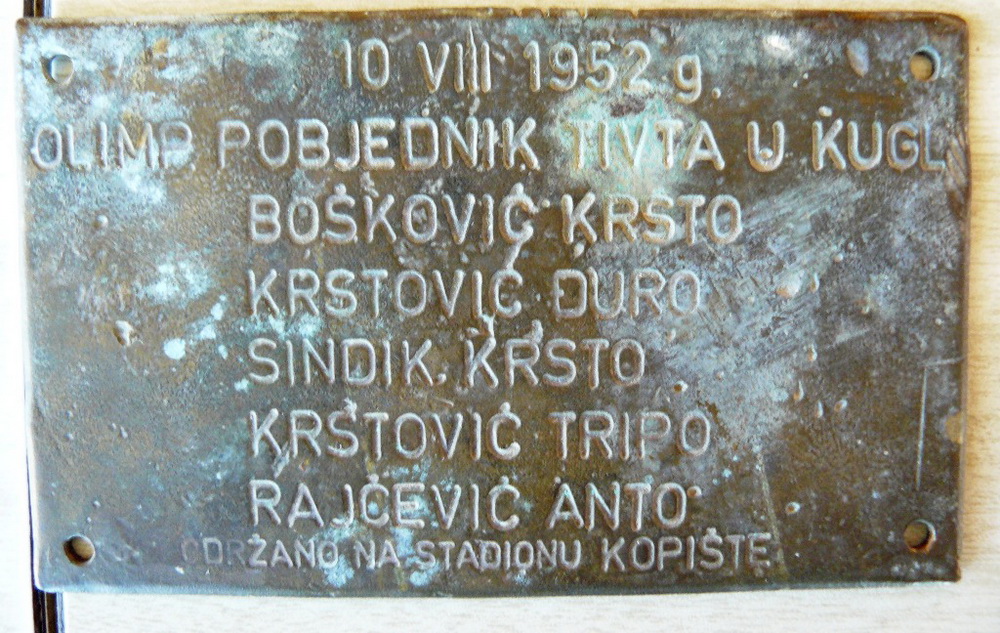 10 VIII 1952 g.
OLIMP. POBJEDNIK TIVTA U KUGL.
BOŠKOVIĆ KRSTO
KRSTOVIĆ ĐURO
SINDIK KRSTO
KRSTOVIĆ TRIPO
RAJČEVIĆ ANTO
ODRŽANO NA STADIONU KOPIŠTE